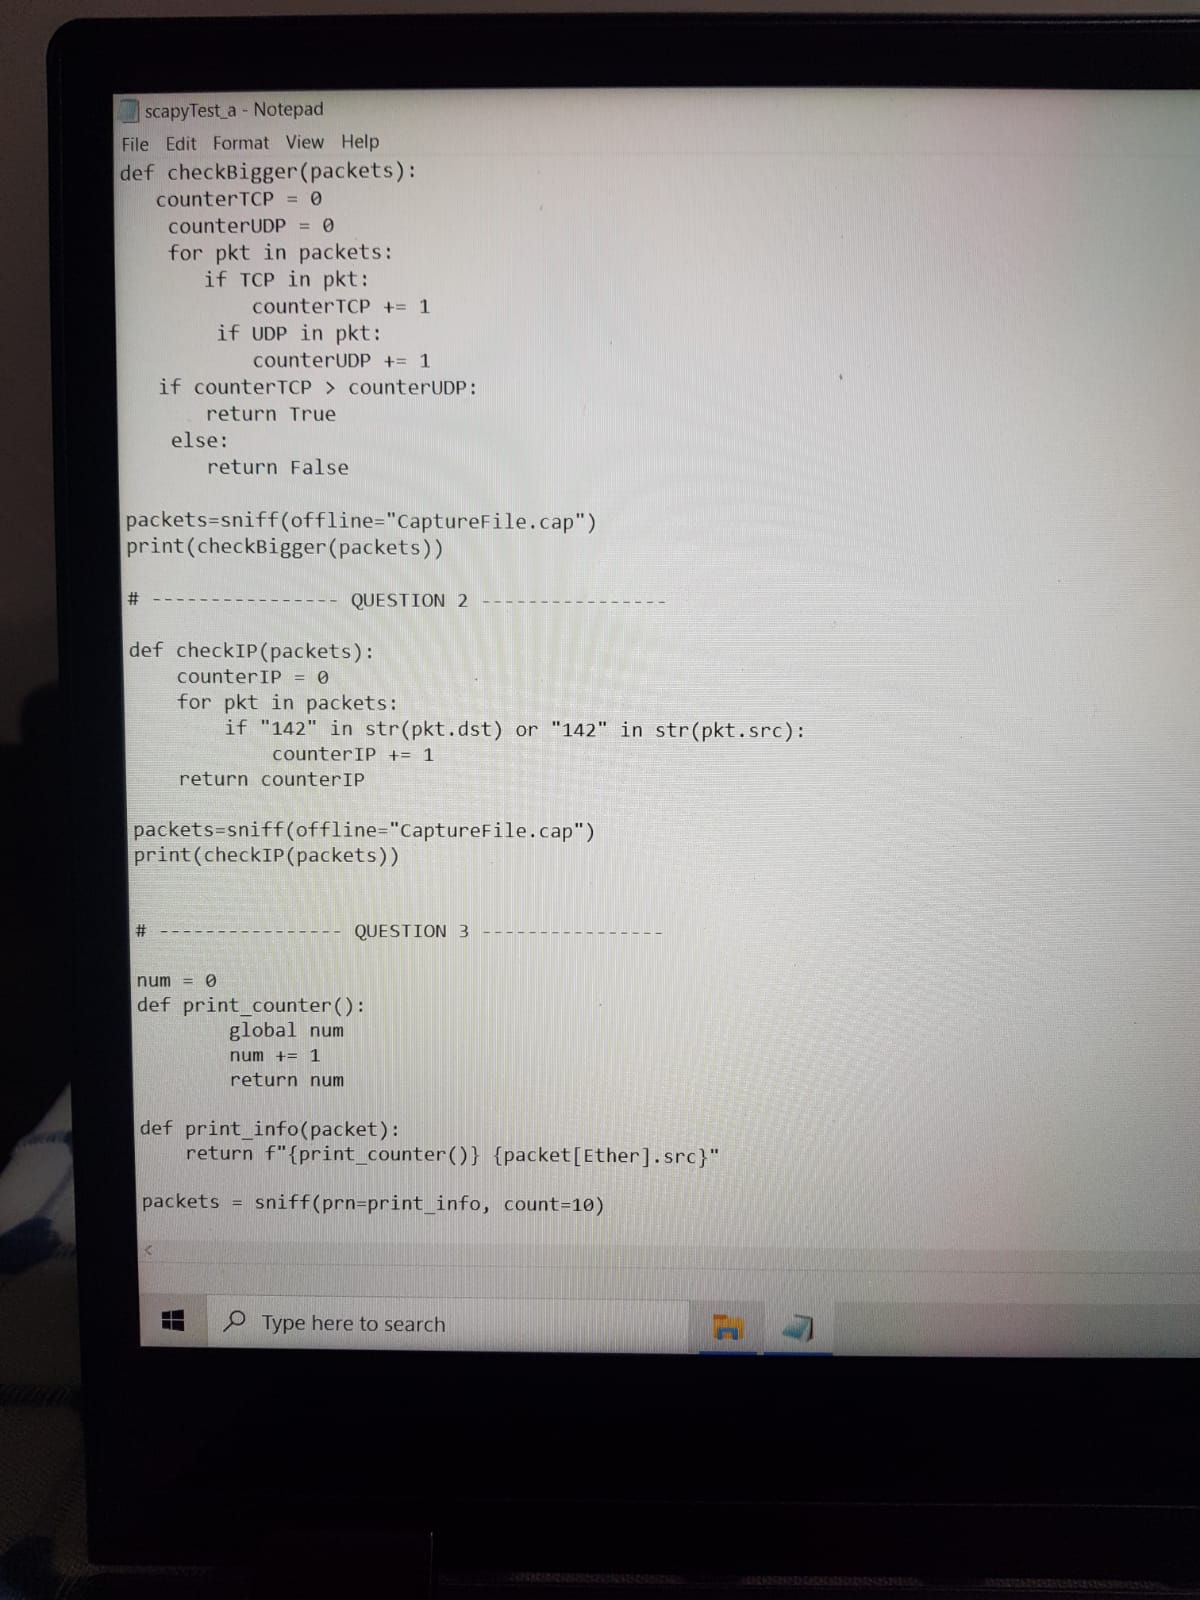 scapyTest_a - Notepad
File Edit Format View Help
def checkBigger(packets):
    counterTCP = 0
    counterUDP = 0
    for pkt in packets:
        if TCP in pkt:
            counterTCP += 1
        if UDP in pkt:
            counterUDP += 1
    if counterTCP > counterUDP:
        return True
    else:
        return False
packets=sniff(offline="CaptureFile.cap")
print(checkBigger(packets))
# ---------------- QUESTION 2 ----------------
def checkIP(packets):
    counterIP = 0
    for pkt in packets:
        if "142" in str(pkt.dst) or "142" in str(pkt.src):
            counterIP += 1
    return counterIP
packets=sniff(offline="CaptureFile.cap")
print(checkIP(packets))
# ---------------- QUESTION 3 ----------------
num = 0
def print_counter():
        global num
        num += 1
        return num
def print_info(packet):
    return f"{print_counter()} {packet[Ether].src}"
packets = sniff(prn=print_info, count=10)
Type here to search